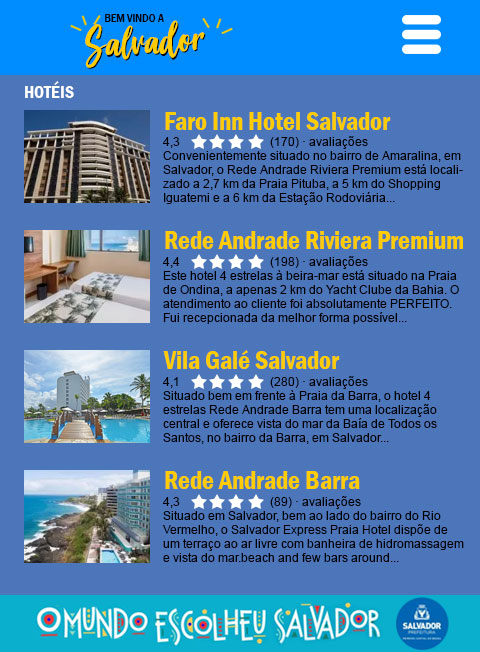 BEM VINDO A
Salvador
HOTÉIS
Faro Inn Hotel Salvador
4,3 (170) · avaliações
Convenientemente situado no bairro de Amaralina, em
Salvador, o Rede Andrade Riviera Premium está locali-
zado a 2,7 km da Praia Pituba, a 5 km do Shopping
Iguatemi e a 6 km da Estação Rodoviária...
Rede Andrade Riviera Premium
4,4 (198) · avaliações
Este hotel 4 estrelas à beira-mar está situado na Praia
de Ondina, a apenas 2 km do Yacht Clube da Bahia. O
atendimento ao cliente foi absolutamente PERFEITO.
Fui recepcionada da melhor forma possível...
Vila Galé Salvador
4,1 (280) · avaliações
Situado bem em frente à Praia da Barra, o hotel 4
estrelas Rede Andrade Barra tem uma localização
central e oferece vista do mar da Baía de Todos os
Santos, no bairro da Barra, em Salvador...
Rede Andrade Barra
4,3 (89) · avaliações
Situado em Salvador, bem ao lado do bairro do Rio
Vermelho, o Salvador Express Praia Hotel dispõe de
um terraço ao ar livre com banheira de hidromassagem
e vista do mar.beach and few bars around...
O MUNDO ESCOLHEU SALVADOR
SALVADOR
PREFEITURA